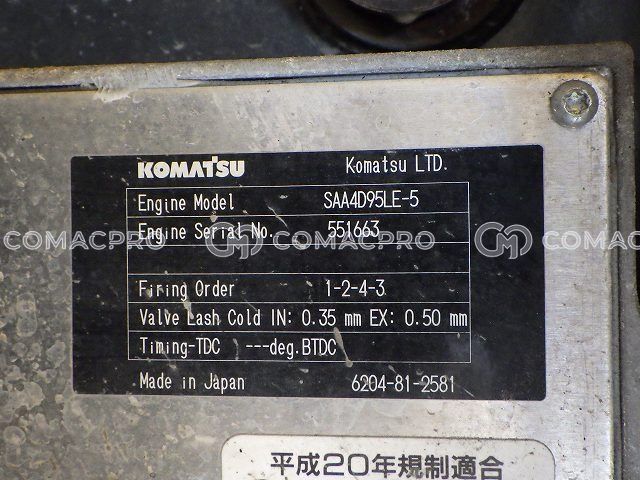 KOMATSU Komatsu LTD.
Engine Model SAA4D95LE-5
Engine Serial No. 551663
COMACPRO COMACPRO COMACPRO
Firing Order 1-2-4-3
Valve Lash Cold IN: 0.35 mm EX: 0.50 mm
Timing-TDC ---deg.BTDC
Made in Japan 6204-81-2581
平成20年規制適合